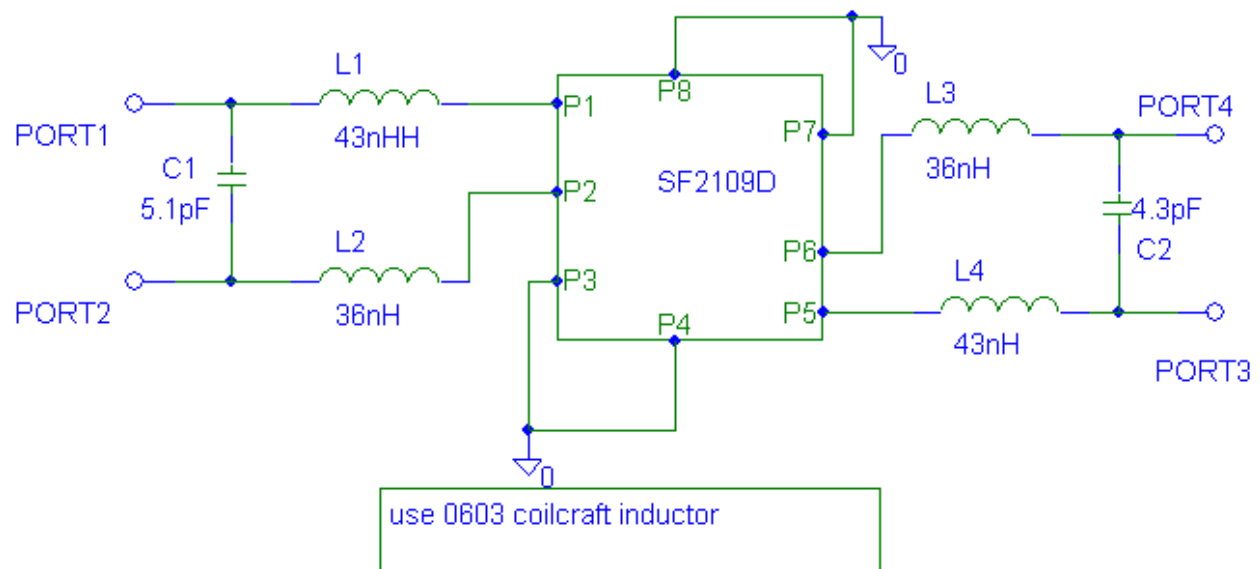 L1
43nHH
PORT1
C1
5.1pF
L2
36nH
PORT2
P1
P2
P3
P4
P8
P7
P6
P5
SF2109D
0
0
L3
36nH
PORT4
4.3pF
C2
L4
43nH
PORT3
use 0603 coilcraft inductor